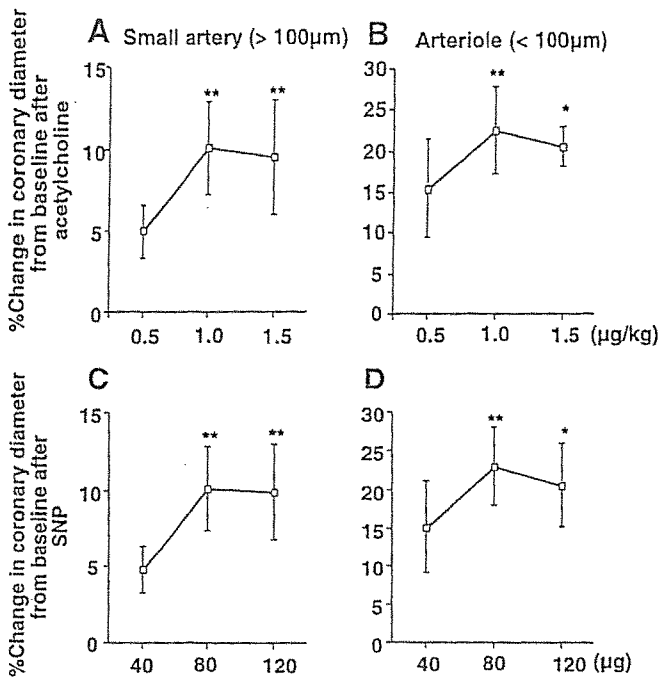 A Small artery (> 100µm)
B Arteriole (< 100µm)
%Change in coronary diameter
from baseline after
acetylcholine
15
10
5
0
** **
0.5 1.0 1.5
30
25
20
15
10
5
0
** *
0.5 1.0 1.5 (µg/kg)
C
D
%Change in coronary diameter
from baseline after
SNP
15
10
5
0
** **
40 80 120
30
25
20
15
10
5
0
** *
40 80 120 (µg)